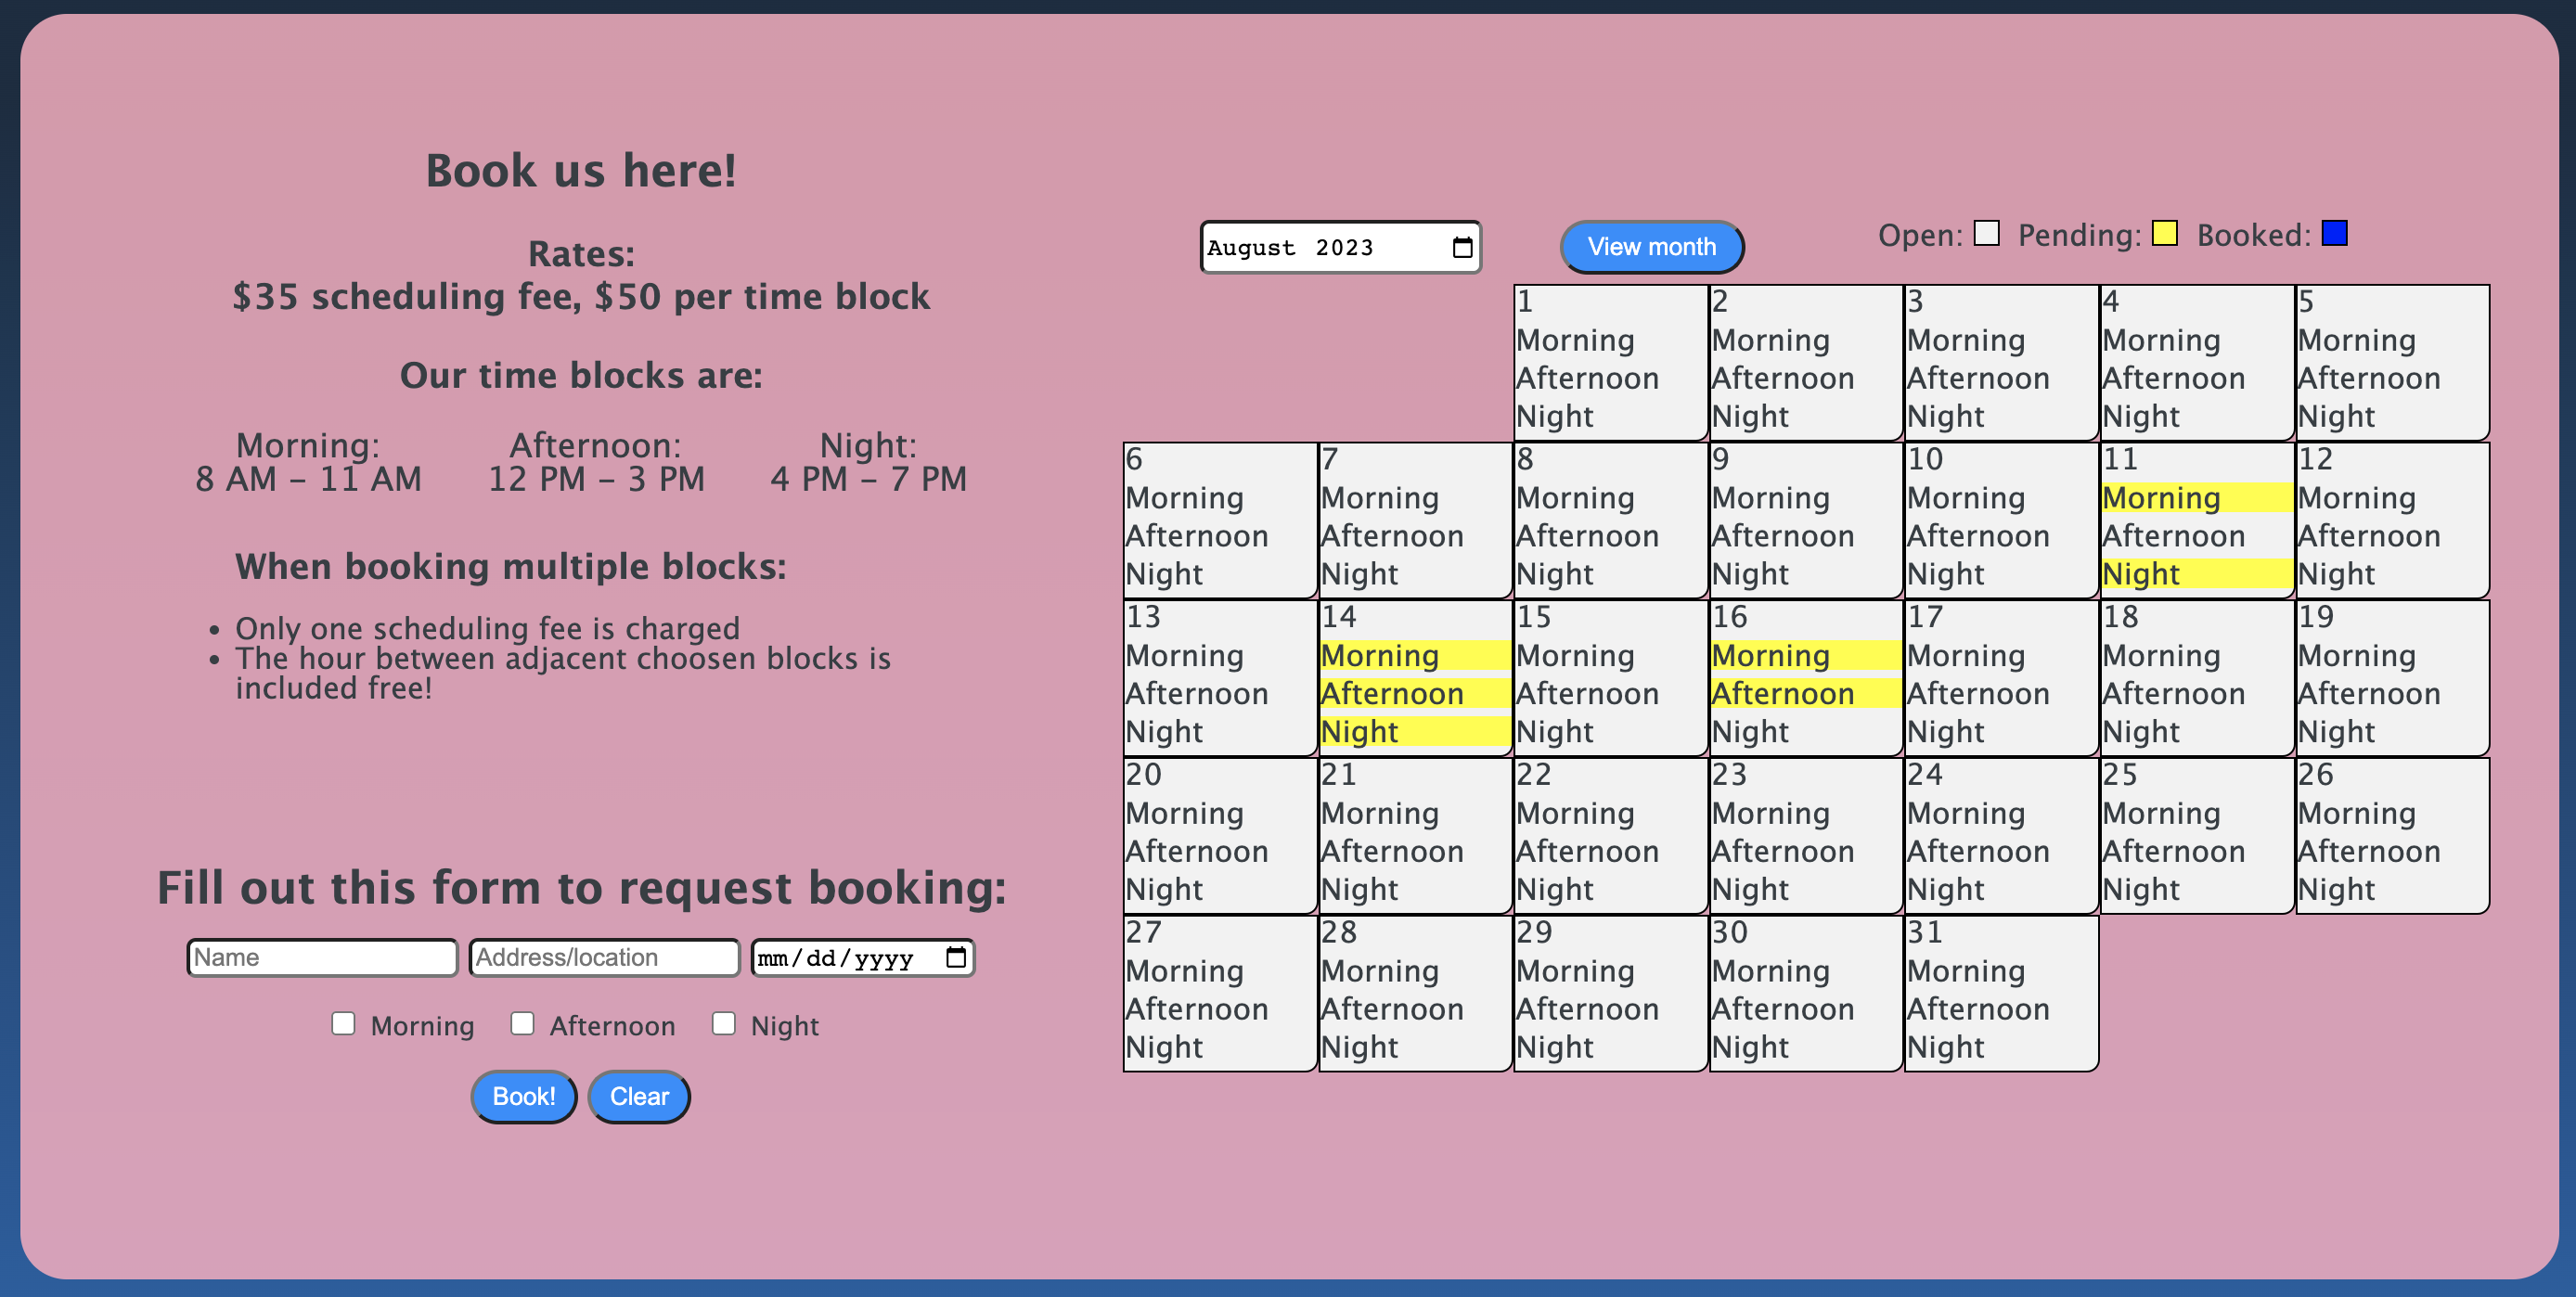 Book us here!
Rates:
$35 scheduling fee, $50 per time block
Our time blocks are:
Morning: Afternoon: Night:
8 AM - 11 AM 12 PM - 3 PM 4 PM - 7 PM
When booking multiple blocks:
• Only one scheduling fee is charged
• The hour between adjacent choosen blocks is
included free!
Fill out this form to request booking:
Name Address/location mm/dd/yyyy
Morning Afternoon Night
Book! Clear
August 2023 View month Open: Pending: Booked:
1 2 3 4 5
Morning Morning Morning Morning Morning
Afternoon Afternoon Afternoon Afternoon Afternoon
Night Night Night Night Night
6 7 8 9 10 11 12
Morning Morning Morning Morning Morning Morning Morning
Afternoon Afternoon Afternoon Afternoon Afternoon Afternoon Afternoon
Night Night Night Night Night Night Night
13 14 15 16 17 18 19
Morning Morning Morning Morning Morning Morning Morning
Afternoon Afternoon Afternoon Afternoon Afternoon Afternoon Afternoon
Night Night Night Night Night Night Night
20 21 22 23 24 25 26
Morning Morning Morning Morning Morning Morning Morning
Afternoon Afternoon Afternoon Afternoon Afternoon Afternoon Afternoon
Night Night Night Night Night Night Night
27 28 29 30 31
Morning Morning Morning Morning Morning
Afternoon Afternoon Afternoon Afternoon Afternoon
Night Night Night Night Night